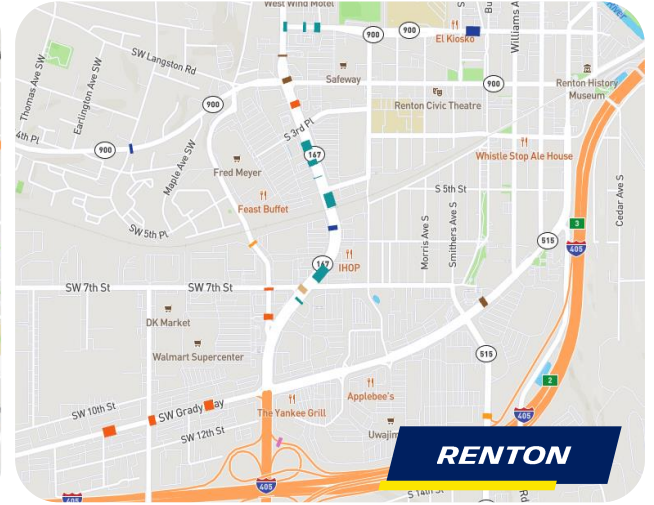 West Wind Motel
Bu
Williams A
900
900
El Kiosko
SW Langston Rd
Thomas Ave SW
Earlington Ave SW
Safeway
900
Renton History
Museum
900
Renton Civic Theatre
4th Pl
S 3rd Pl
900
167
Maple Ave SW
Whistle Stop Ale House
Fred Meyer
S 5th St
Feast Buffet
Morris Ave S
Smithers Ave S
Cedar Ave S
SW 5th Pl
3
515
405
IHOP
167
SW 7th St
SW 7th St
DK Market
Walmart Supercenter
515
2
Applebee's
SW 10th St
SW Grady Way
The Yankee Grill
405
SW 12th St
Uwajim
RENTON
405
405
S 14th St
Rd